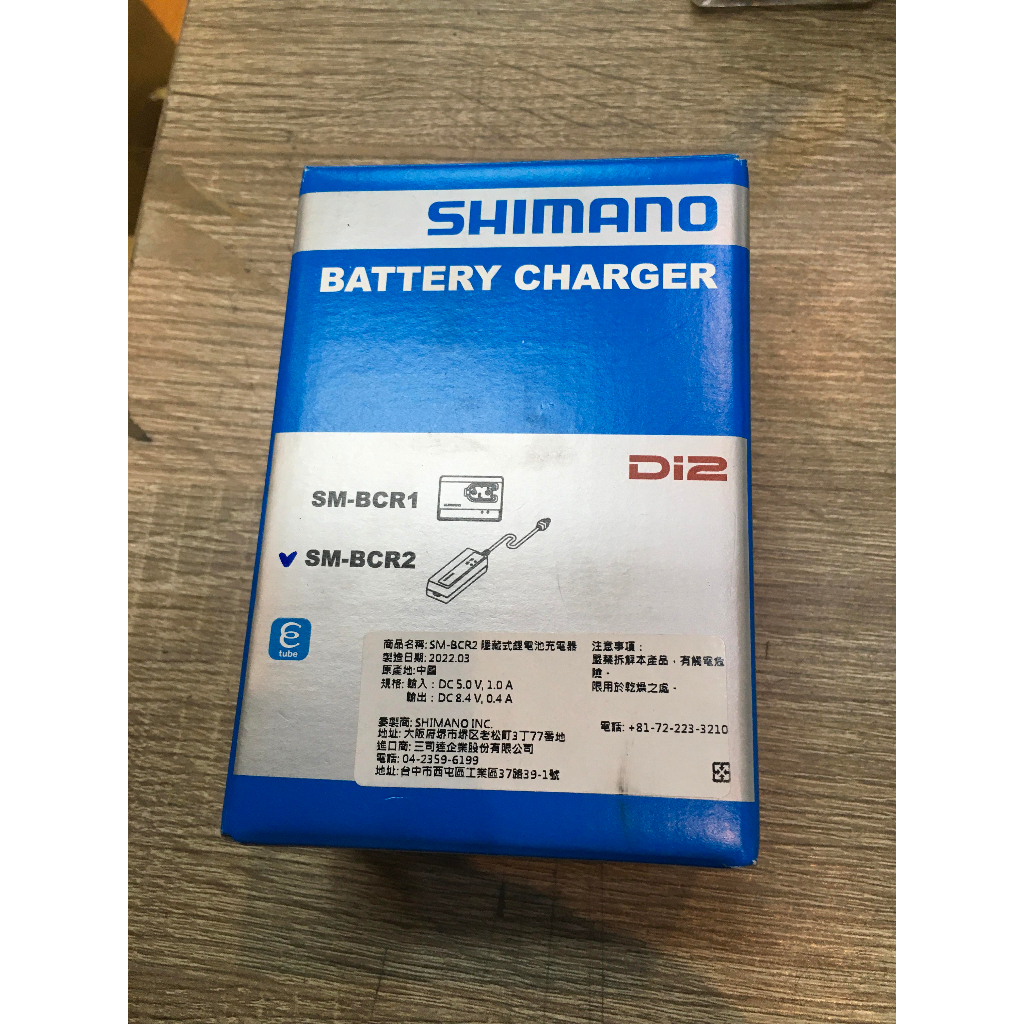 SHIMANO
BATTERY CHARGER
Di2
SM-BCR1
SM-BCR2
e
tube
商品名稱: SM-BCR2 隱藏式鋰電池充電器
製造日期: 2022.03
原產地:中國
規格: 輸入：DC 5.0 V, 1.0 A
輸出：DC 8.4 V, 0.4 A
委製商: SHIMANO INC.
地址: 大阪府堺市堺区老松町3丁77番地
進口商: 三司達企業股份有限公司
電話: 04-2359-6199
地址:台中市西屯區工業區37路39-1號
注意事項：
嚴禁拆解本產品，有觸電危
險。
限用於乾燥之處。
電話: +81-72-223-3210